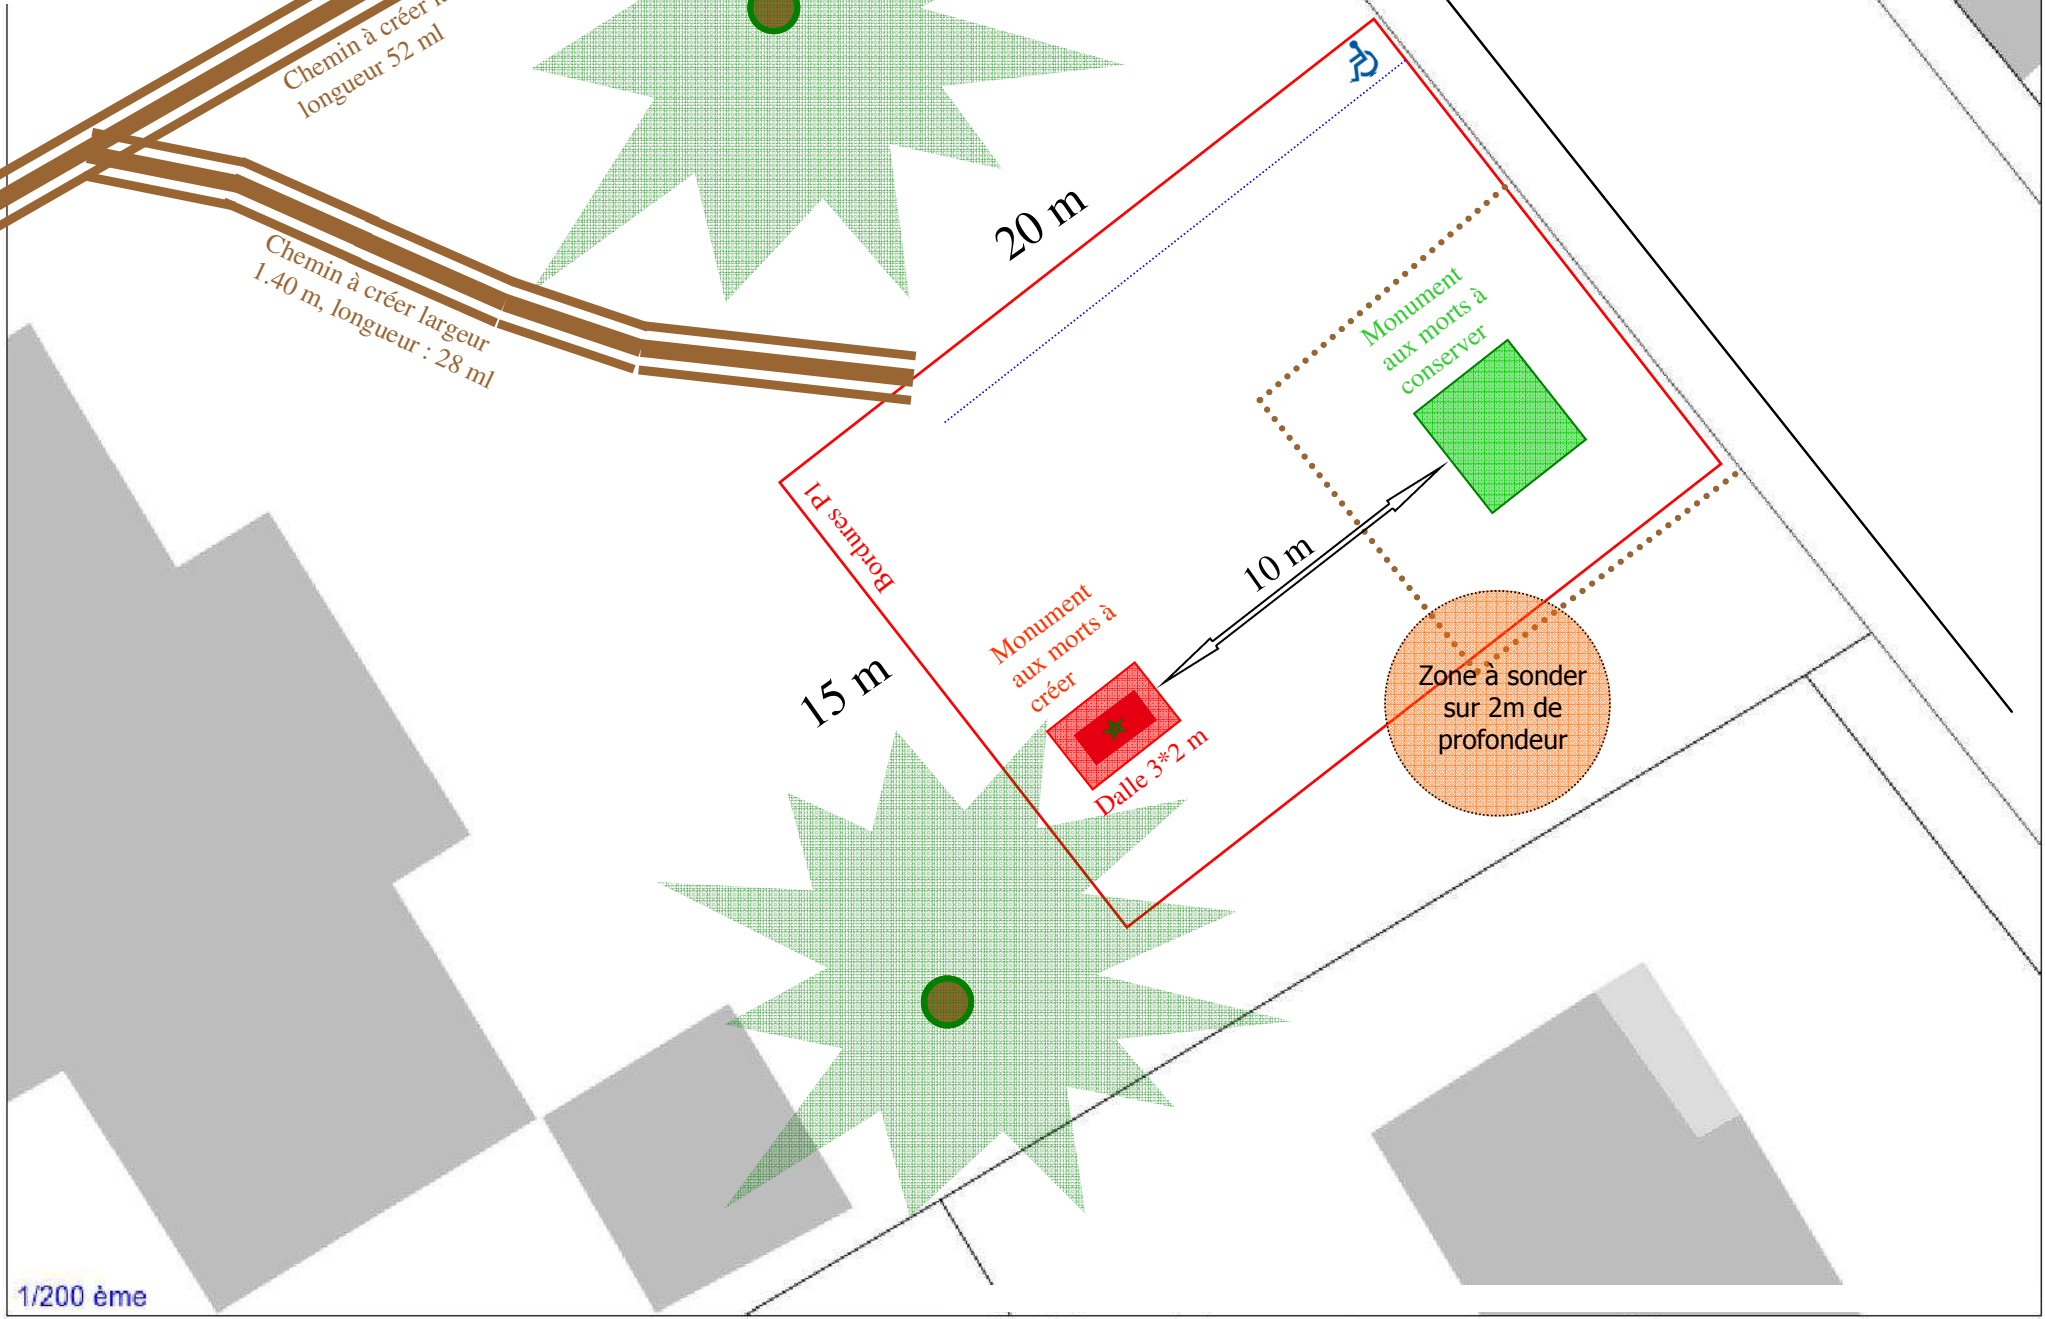 Chemin à créer
longueur 52 ml
Chemin à créer largeur
1.40 m, longueur : 28 ml
20 m
Monument
aux morts à
conserver
Bordures P1
10 m
Monument
aux morts à
créer
15 m
Dalle 3*2 m
Zone à sonder
sur 2m de
profondeur
1/200 ème